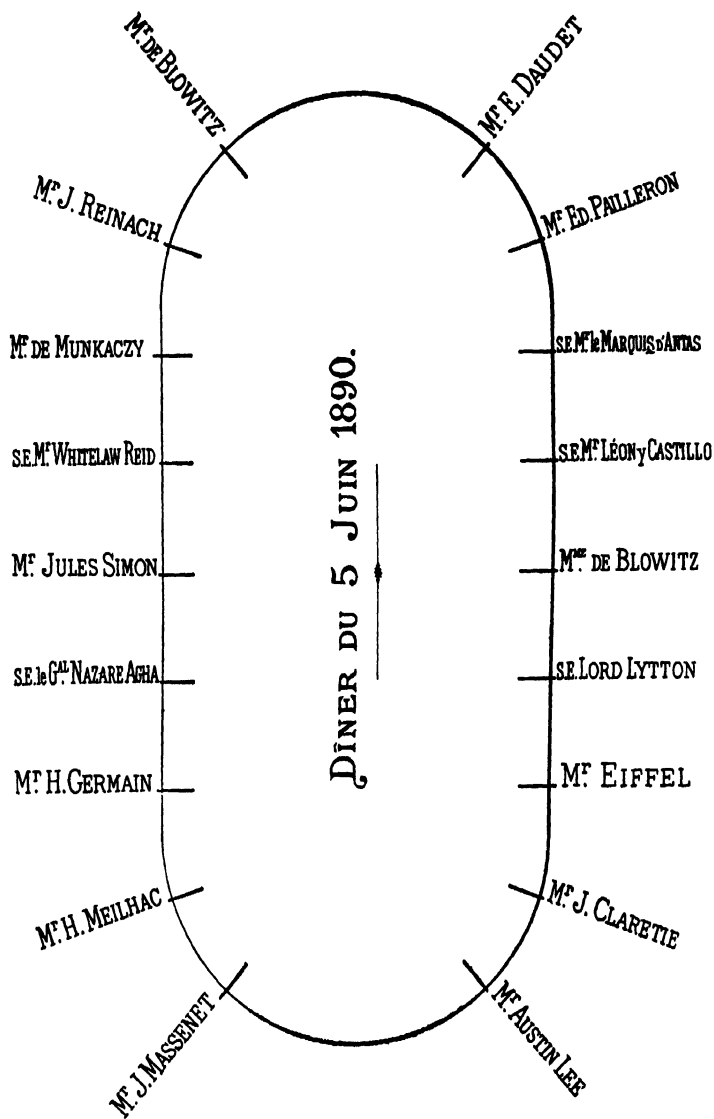 Mr. DE BLOWITZ
Mr. E. DAUDET
Mr. J. REINACH
Mr. ED. PAILLERON
Mr. DE MUNKACZY
S.E. Mr. le MARQUIS D'ANTAS
S.E. Mr. WHITELAW REID
S.E. Mr. LÉON y CASTILLO
Mr. JULES SIMON
Mme. DE BLOWITZ
S.E. le GAL. NAZARE AGHA
S.E. LORD LYTTON
Mr. H. GERMAIN
Mr. EIFFEL
Mr. H. MEILHAC
Mr. J. CLARETIE
Mr. J. MASSENET
Mr. AUSTIN LEE
DÎNER DU 5 JUIN 1890.